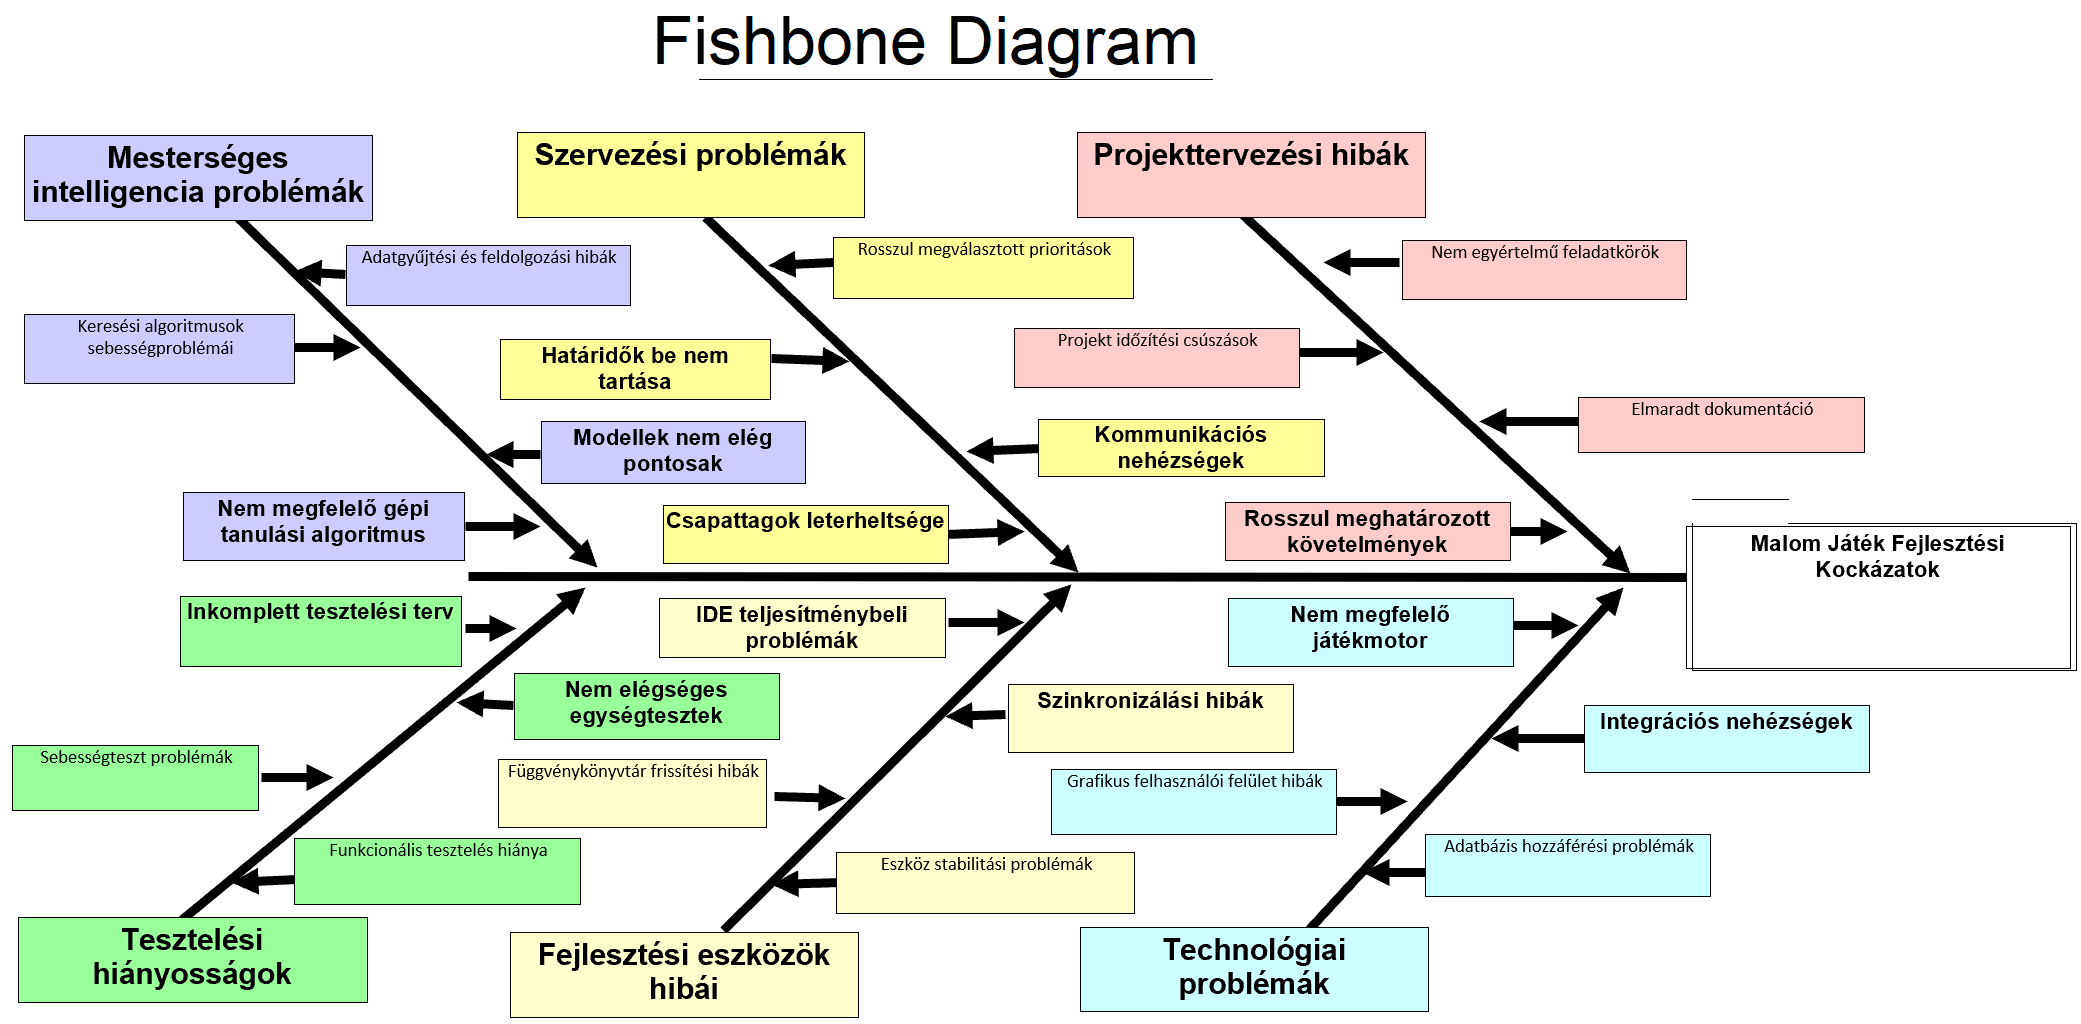 Fishbone Diagram
Mesterséges
intelligencia problémák
Szervezési problémák
Projekttervezési hibák
Adatgyűjtési és feldolgozási hibák
Rosszul megválasztott prioritások
Nem egyértelmű feladatkörök
Keresési algoritmusok
sebességproblémái
Határidők be nem
tartása
Projekt időzítési csúszások
Modellek nem elég
pontosak
Kommunikációs
nehézségek
Elmaradt dokumentáció
Nem megfelelő gépi
tanulási algoritmus
Csapattagok leterheltsége
Rosszul meghatározott
követelmények
Malom Játék Fejlesztési
Kockázatok
Inkomplett tesztelési terv
IDE teljesítménybeli
problémák
Nem megfelelő
játékmotor
Nem elégséges
egységtesztek
Szinkronizálási hibák
Integrációs nehézségek
Sebességteszt problémák
Függvénykönyvtár frissítési hibák
Grafikus felhasználói felület hibák
Funkcionális tesztelés hiánya
Eszköz stabilitási problémák
Adatbázis hozzáférési problémák
Tesztelési
hiányosságok
Fejlesztési eszközök
hibái
Technológiai
problémák